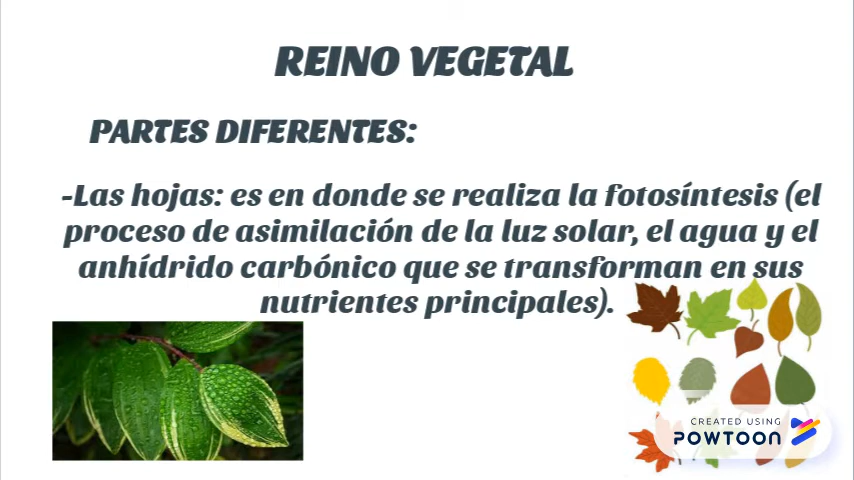 REINO VEGETAL
PARTES DIFERENTES:
-Las hojas: es en donde se realiza la fotosíntesis (el
proceso de asimilación de la luz solar, el agua y el
anhídrido carbónico que se transforman en sus
nutrientes principales).
CREATED USING
POWTOON